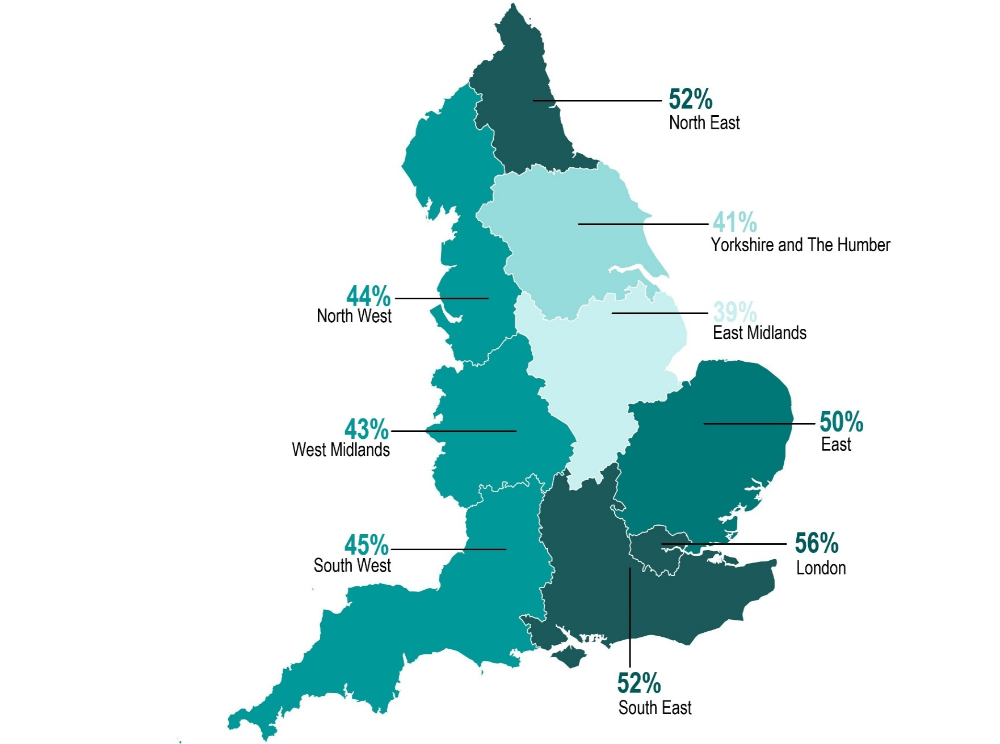 52%
North East
41%
Yorkshire and The Humber
44%
North West
39%
East Midlands
50%
East
43%
West Midlands
56%
London
45%
South West
52%
South East